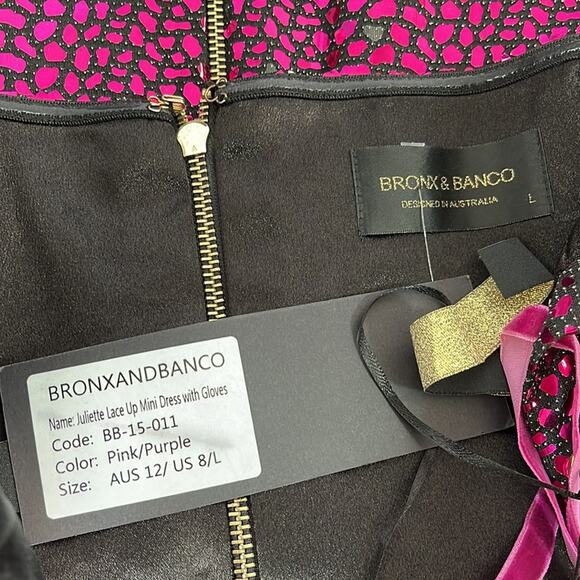 BRONX & BANCO
DESIGNED IN AUSTRALIA
L
BRONXANDBANCO
Name: Juliette Lace Up Mini Dress with Gloves
Code: BB-15-011
Color: Pink/Purple
Size: AUS 12/ US 8/L